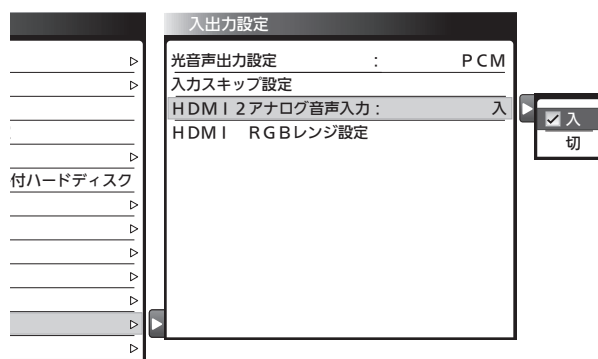 入出力設定
光音声出力設定 : PCM
入力スキップ設定
HDMI2アナログ音声入力: 入
HDMI RGBレンジ設定
付ハードディスク
入
切